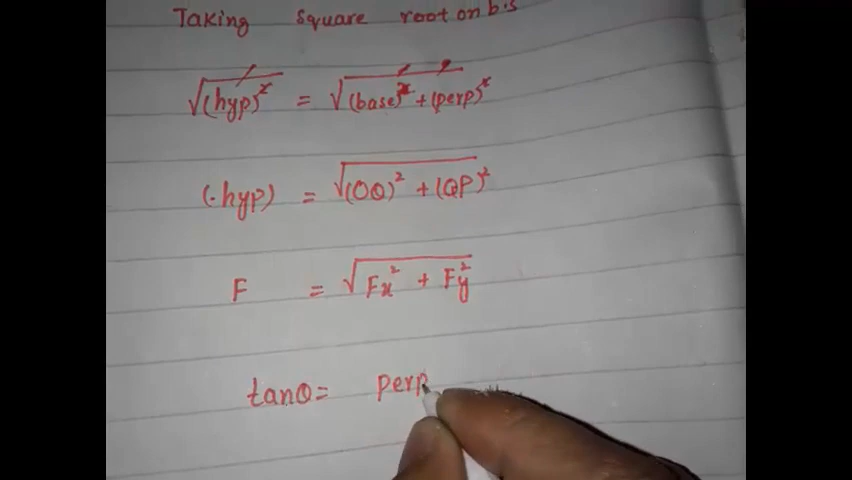 Taking square root on b.s
√(hyp)² = √(base)² + (perp)²
(hyp) = √(OQ)² + (QP)²
F = √Fx² + Fy²
tanθ = perp